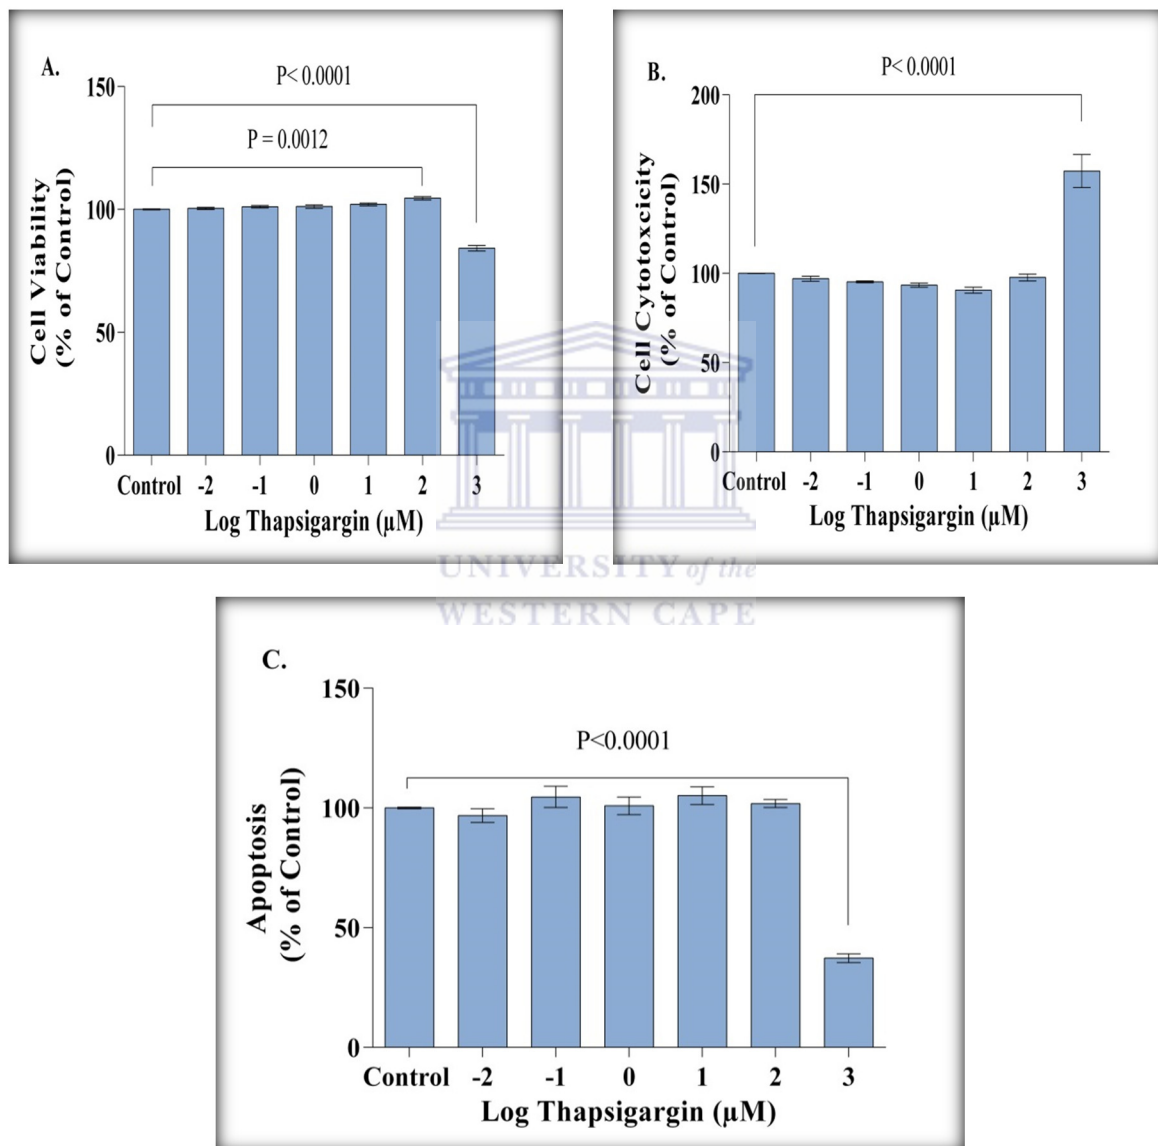 A.
P< 0.0001
P = 0.0012
150
100
50
0
Cell Viability
(% of Control)
Control -2 -1 0 1 2 3
Log Thapsigargin (µM)
B.
P< 0.0001
200
150
100
50
0
Cell Cytotoxcicity
(% of Control)
Control -2 -1 0 1 2 3
Log Thapsigargin (µM)
UNIVERSITY of the
WESTERN CAPE
C.
P<0.0001
150
100
50
0
Apoptosis
(% of Control)
Control -2 -1 0 1 2 3
Log Thapsigargin (µM)